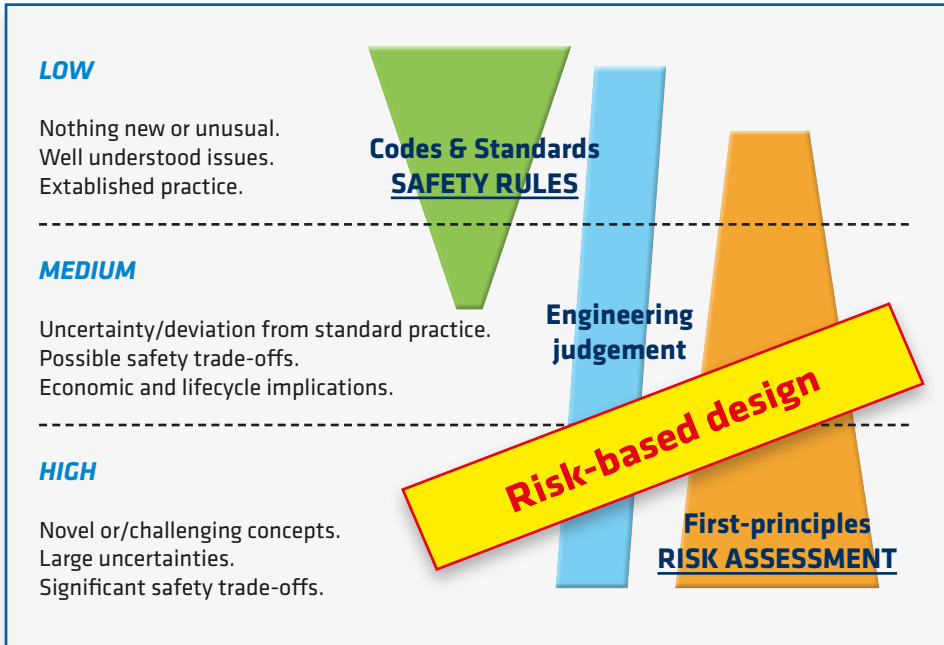 LOW
Nothing new or unusual.
Well understood issues.
Extablished practice.
Codes & Standards
SAFETY RULES
MEDIUM
Uncertainty/deviation from standard practice.
Possible safety trade-offs.
Economic and lifecycle implications.
Engineering
judgement
Risk-based design
HIGH
Novel or/challenging concepts.
Large uncertainties.
Significant safety trade-offs.
First-principles
RISK ASSESSMENT